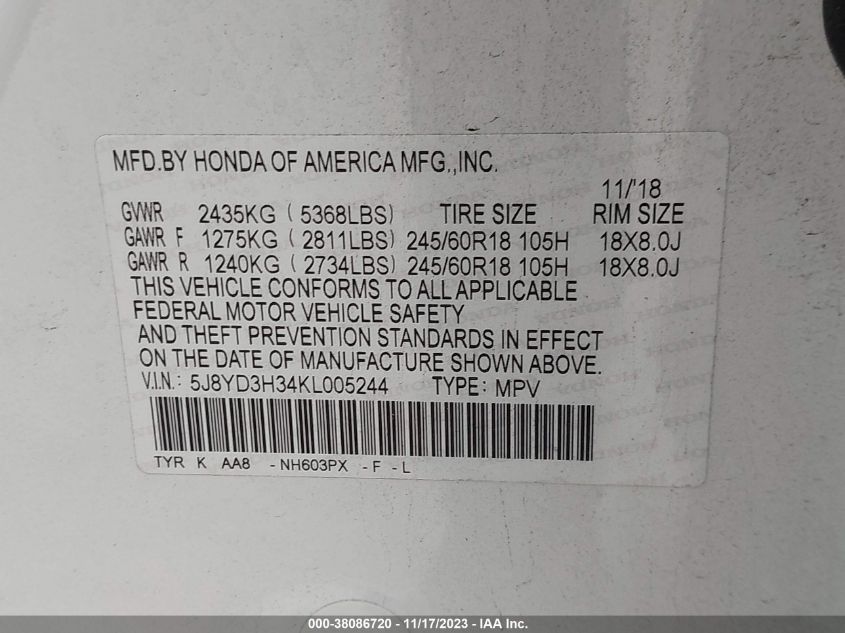 MFD.BY HONDA OF AMERICA MFG.,INC.
11/'18
GVWR 2435KG ( 5368LBS) TIRE SIZE RIM SIZE
GAWR F 1275KG ( 2811LBS) 245/60R18 105H 18X8.0J
GAWR R 1240KG ( 2734LBS) 245/60R18 105H 18X8.0J
THIS VEHICLE CONFORMS TO ALL APPLICABLE
FEDERAL MOTOR VEHICLE SAFETY
AND THEFT PREVENTION STANDARDS IN EFFECT
ON THE DATE OF MANUFACTURE SHOWN ABOVE.
V.I.N.: 5J8YD3H34KL005244 TYPE: MPV
TYR K AA8 -NH603PX -F -L
000-38086720 - 11/17/2023 - IAA Inc.